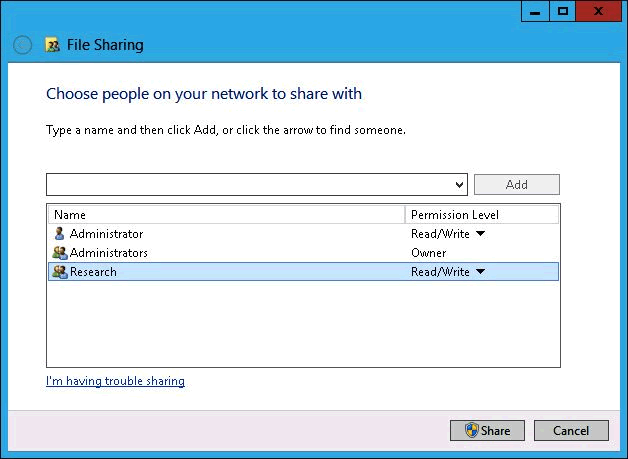 File Sharing
Choose people on your network to share with
Type a name and then click Add, or click the arrow to find someone.
Add
Name Permission Level
Administrator Read/Write
Administrators Owner
Research Read/Write
I'm having trouble sharing
Share Cancel